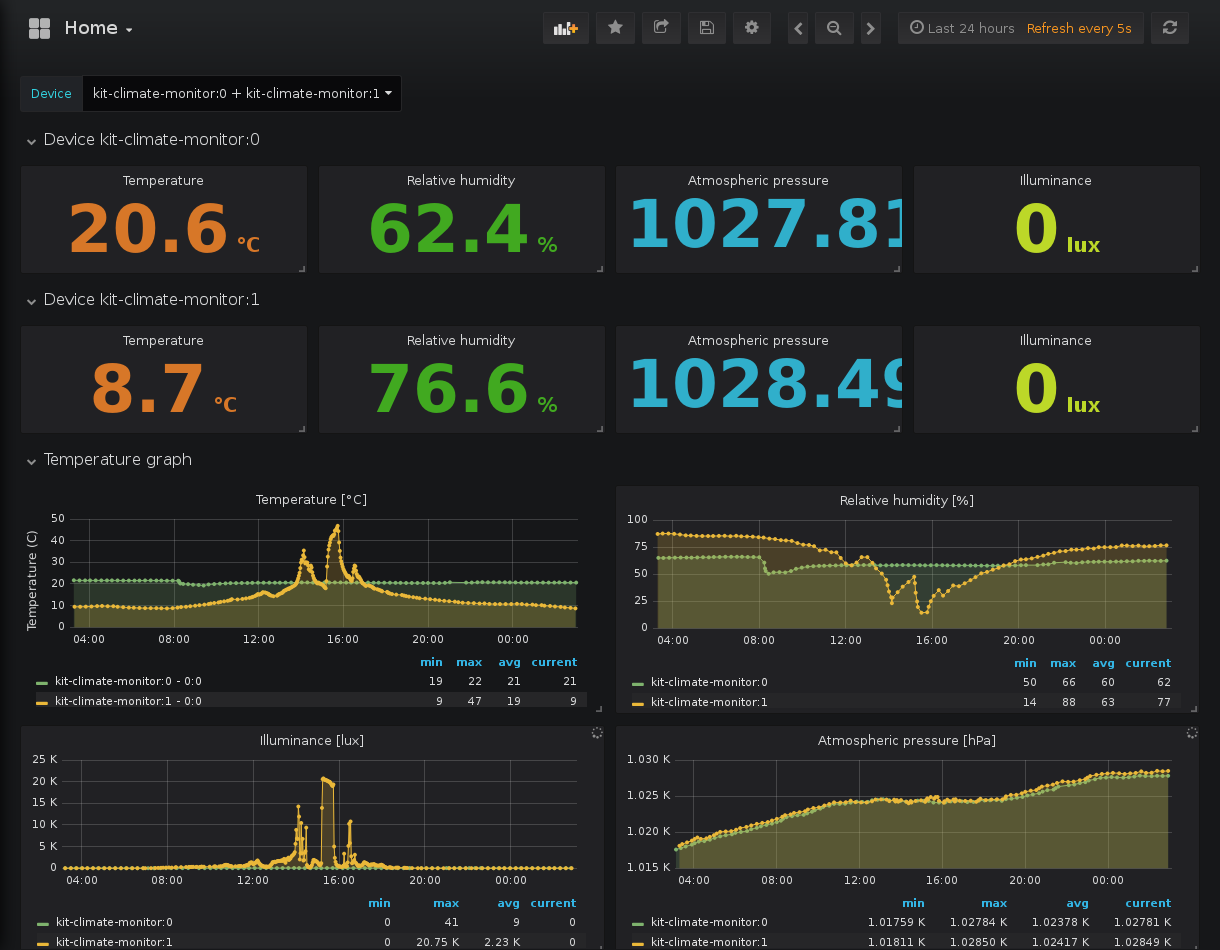 Home
Last 24 hours Refresh every 5s
Device kit-climate-monitor:0 + kit-climate-monitor:1
Device kit-climate-monitor:0
Temperature Relative humidity Atmospheric pressure Illuminance
20.6 °C 62.4 % 1027.81 0 lux
Device kit-climate-monitor:1
Temperature Relative humidity Atmospheric pressure Illuminance
8.7 °C 76.6 % 1028.49 0 lux
Temperature graph
Temperature [°C]
Temperature (C)
50
40
30
20
10
0
04:00 08:00 12:00 16:00 20:00 00:00
min max avg current
kit-climate-monitor:0 - 0:0 19 22 21 21
kit-climate-monitor:1 - 0:0 9 47 19 9
Relative humidity [%]
100
75
50
25
0
04:00 08:00 12:00 16:00 20:00 00:00
min max avg current
kit-climate-monitor:0 50 66 60 62
kit-climate-monitor:1 14 88 63 77
Illuminance [lux]
25 K
20 K
15 K
10 K
5 K
0
04:00 08:00 12:00 16:00 20:00 00:00
min max avg current
kit-climate-monitor:0 0 41 9 0
kit-climate-monitor:1 0 20.75 K 2.23 K 0
Atmospheric pressure [hPa]
1.030 K
1.025 K
1.020 K
1.015 K
04:00 08:00 12:00 16:00 20:00 00:00
min max avg current
kit-climate-monitor:0 1.01759 K 1.02784 K 1.02378 K 1.02781 K
kit-climate-monitor:1 1.01811 K 1.02850 K 1.02417 K 1.02849 K